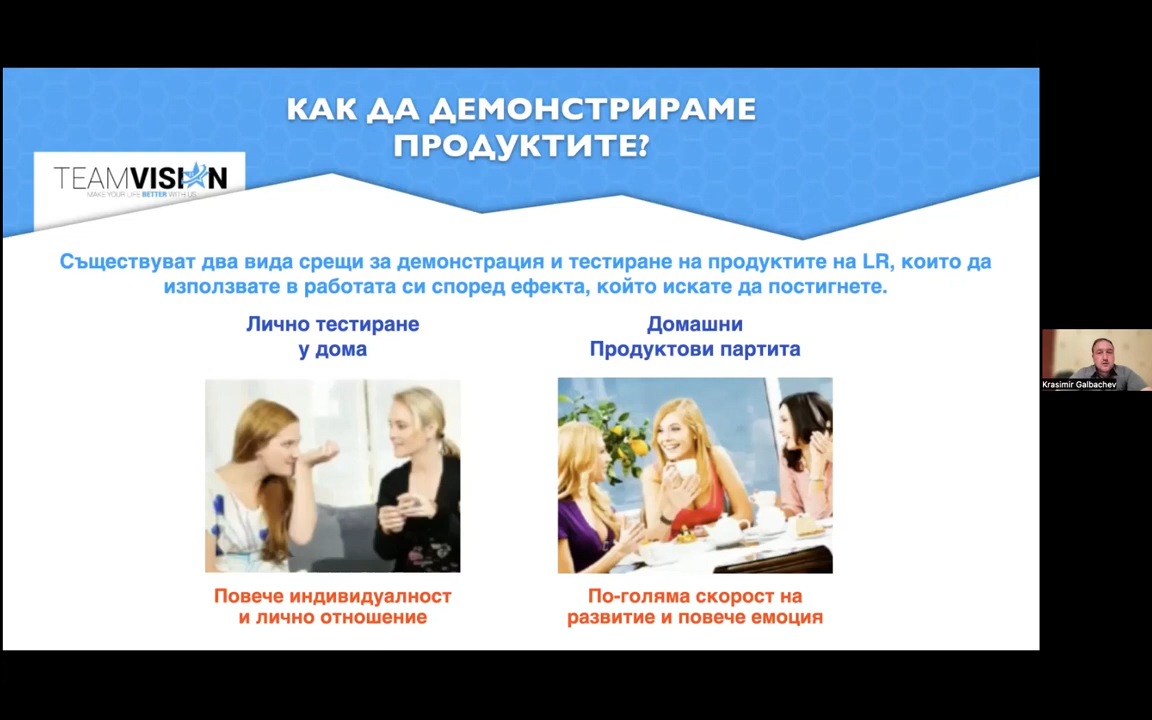 КАК ДА ДЕМОНСТРИРАМЕ
ПРОДУКТИТЕ?
TEAMVISION
MAKE YOUR LIFE BETTER WITH US
Съществуват два вида срещи за демонстрация и тестиране на продуктите на LR, които да
използвате в работата си според ефекта, който искате да постигнете.
Лично тестиране
у дома
Домашни
Продуктови партита
Повече индивидуалност
и лично отношение
По-голяма скорост на
развитие и повече емоция
Krasimir Galbachev